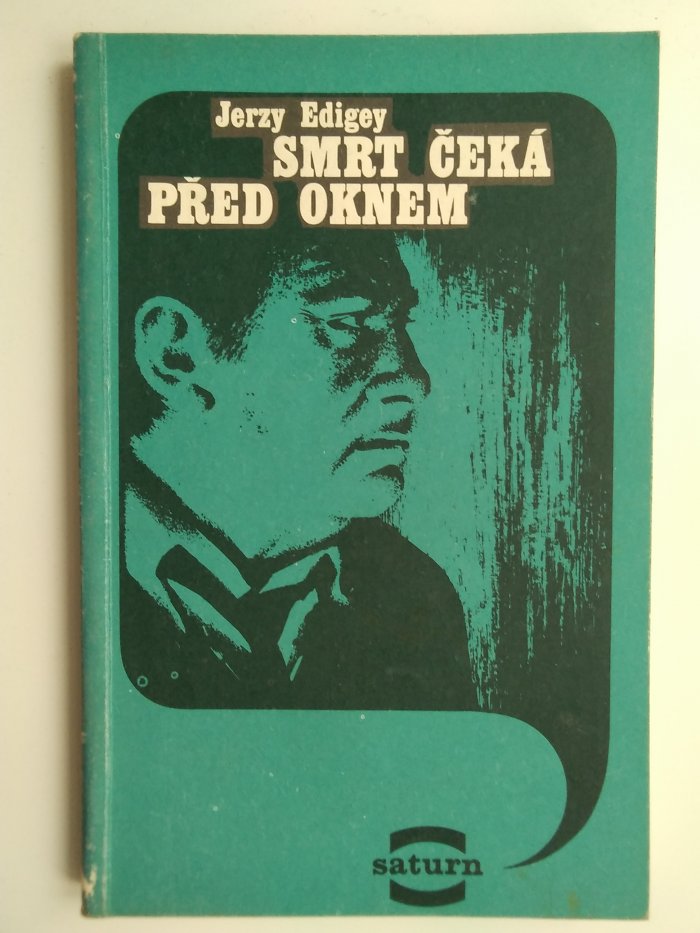 Jerzy Edigey
SMRT ČEKÁ
PŘED OKNEM
saturn